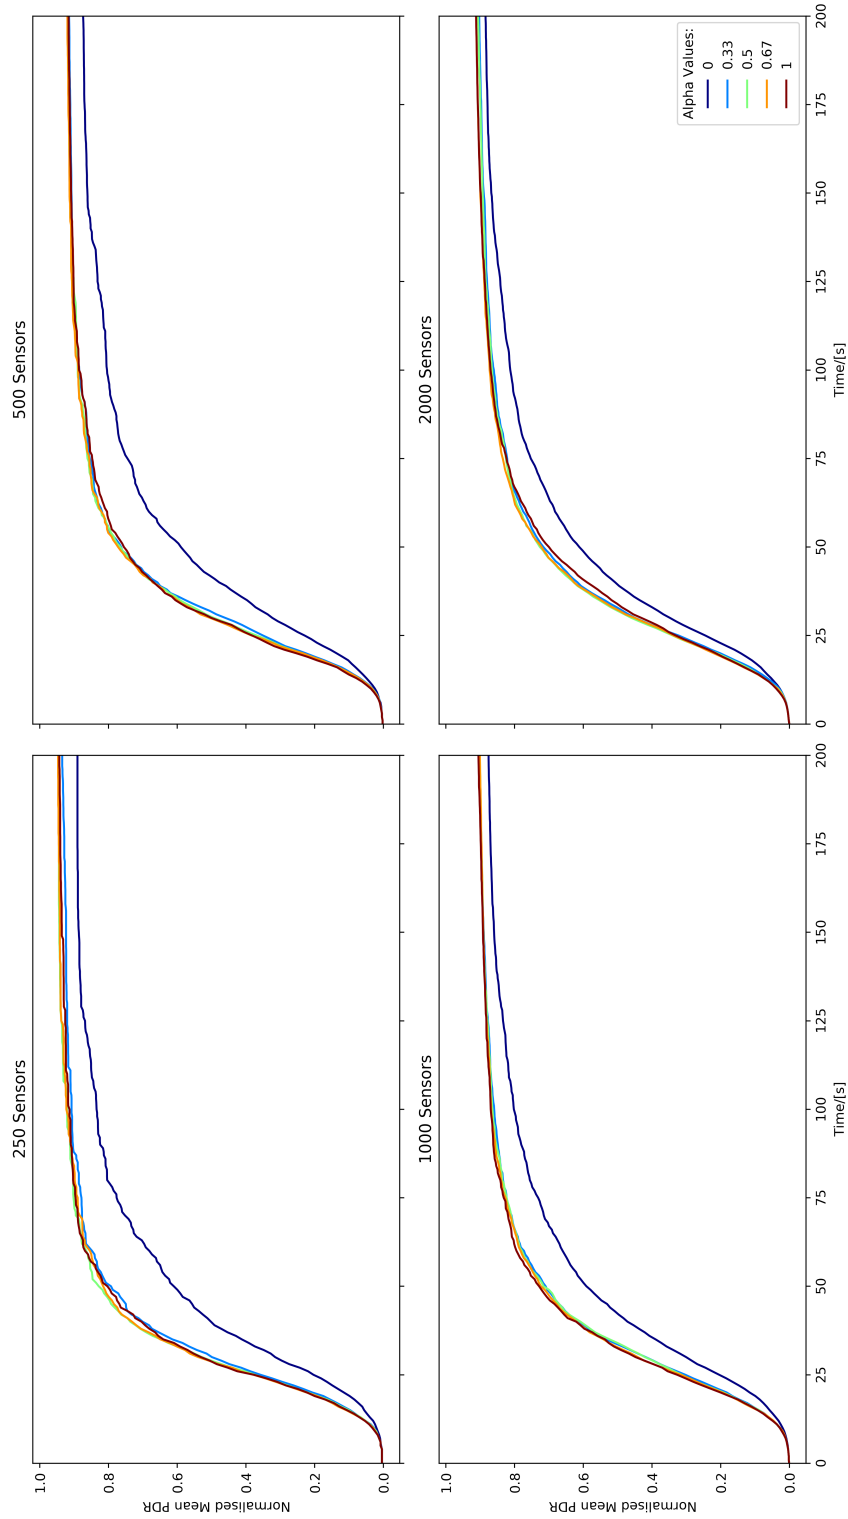 250 Sensors
500 Sensors
Normalised Mean PDR
1.0
0.8
0.6
0.4
0.2
0.0
1000 Sensors
2000 Sensors
Normalised Mean PDR
1.0
0.8
0.6
0.4
0.2
0.0
Alpha Values:
0
0.33
0.5
0.67
1
0 25 50 75 100 125 150 175 200
0 25 50 75 100 125 150 175 200
Time/[s]
Time/[s]